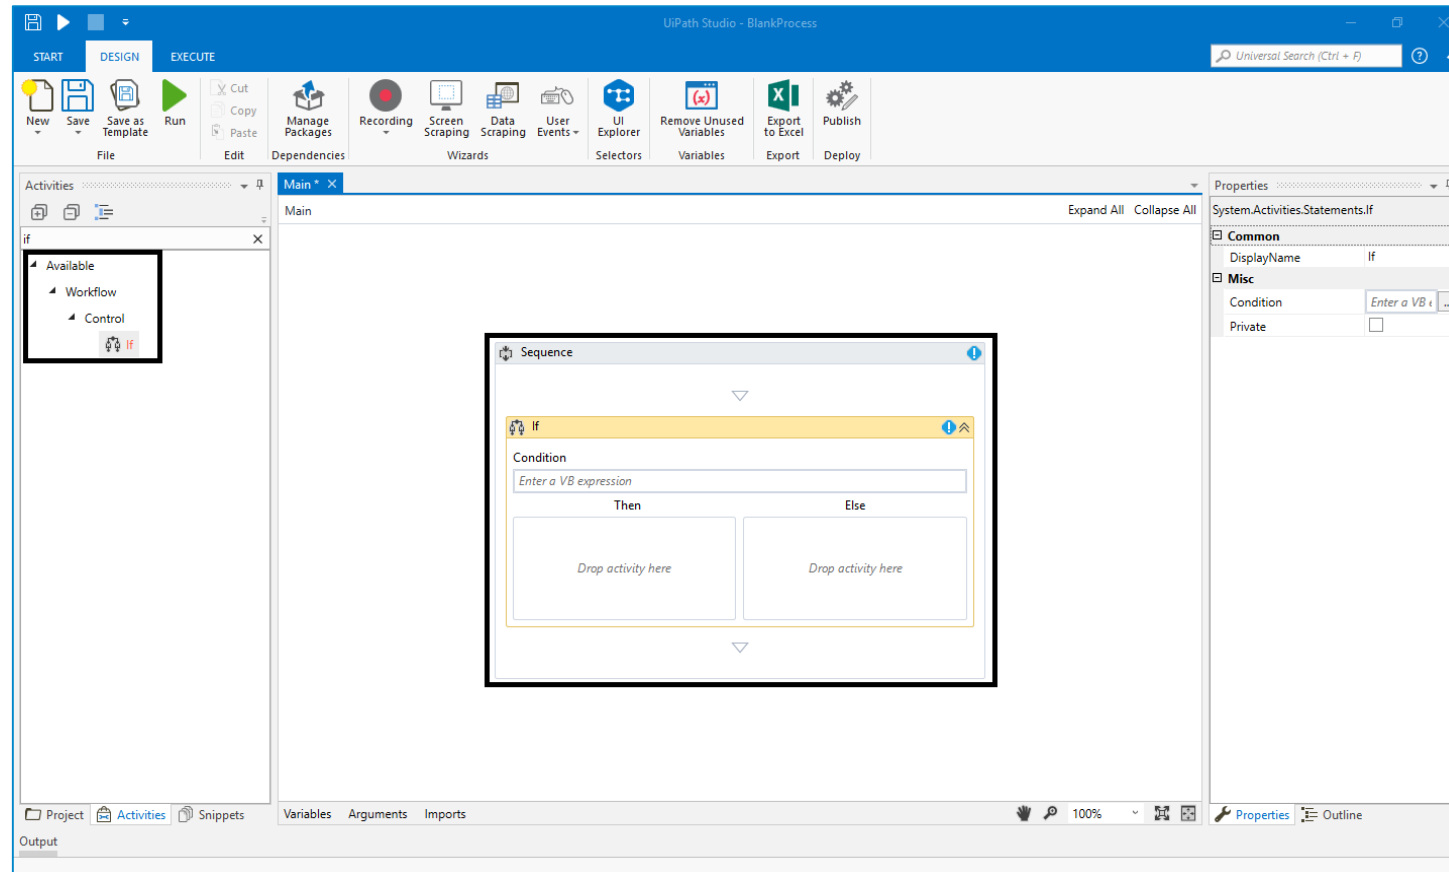 UiPath Studio - BlankProcess
START DESIGN EXECUTE
Universal Search (Ctrl + F)
New Save Save as Template Run
Cut
Copy
Paste
Manage Packages
Recording
Screen Scraping
Data Scraping
User Events
UI Explorer
Remove Unused Variables
Export to Excel
Publish
File Edit Dependencies Wizards Selectors Variables Export Deploy
Activities
if
Available
Workflow
Control
If
Main *
Main
Expand All Collapse All
Sequence
If
Condition
Enter a VB expression
Then Else
Drop activity here Drop activity here
Properties
System.Activities.Statements.If
Common
DisplayName If
Misc
Condition Enter a VB
Private
Project Activities Snippets
Variables Arguments Imports
100%
Properties Outline
Output